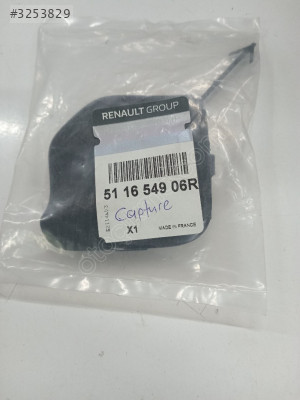 #3253829
RENAULT GROUP
51 16 549 06R
Capture
X1
MADE IN FRANCE